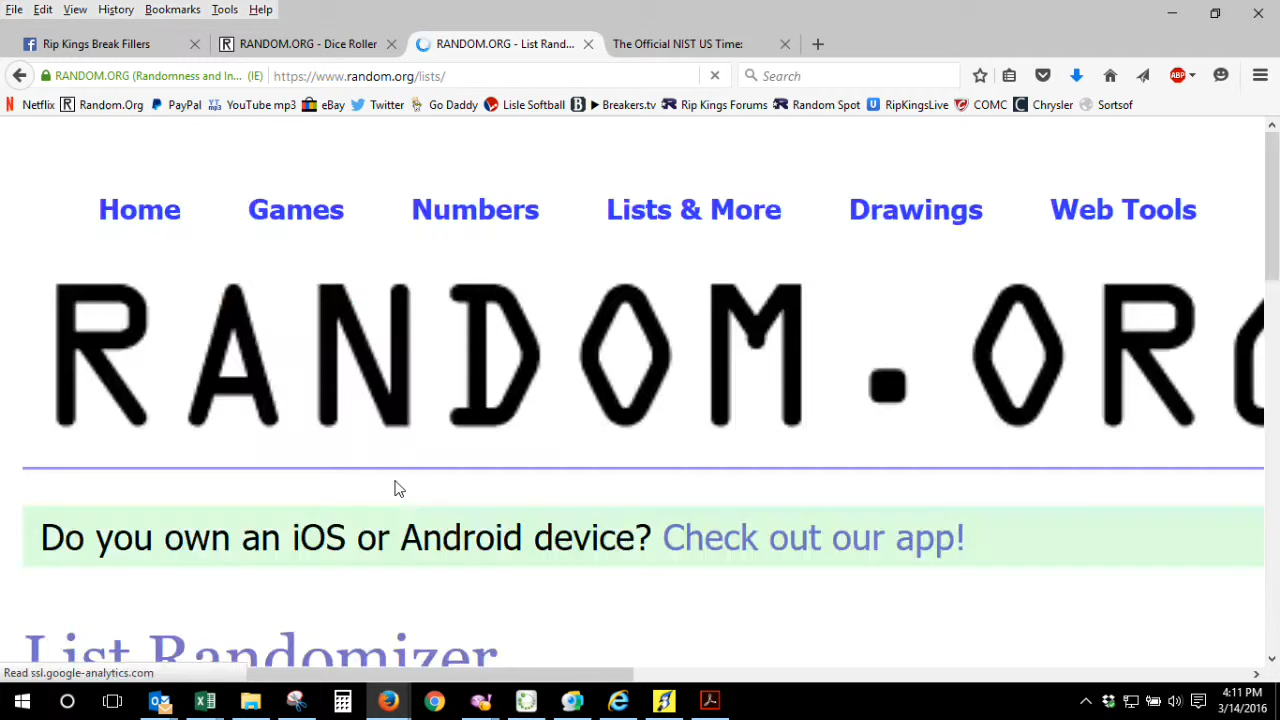 File Edit View History Bookmarks Tools Help
Rip Kings Break Fillers
RANDOM.ORG - Dice Roller
RANDOM.ORG - List Rand...
The Official NIST US Time:
RANDOM.ORG (Randomness and In... (IE)
https://www.random.org/lists/
Search
ABP
Netflix Random.Org PayPal YouTube mp3 eBay Twitter Go Daddy Lisle Softball Breakers.tv Rip Kings Forums Random Spot RipKingsLive COMC Chrysler Sortsof
Home Games Numbers Lists & More Drawings Web Tools
RANDOM.ORG
Do you own an iOS or Android device? Check out our app!
List Randomizer
Read ssl.google-analytics.com
4:11 PM
3/14/2016